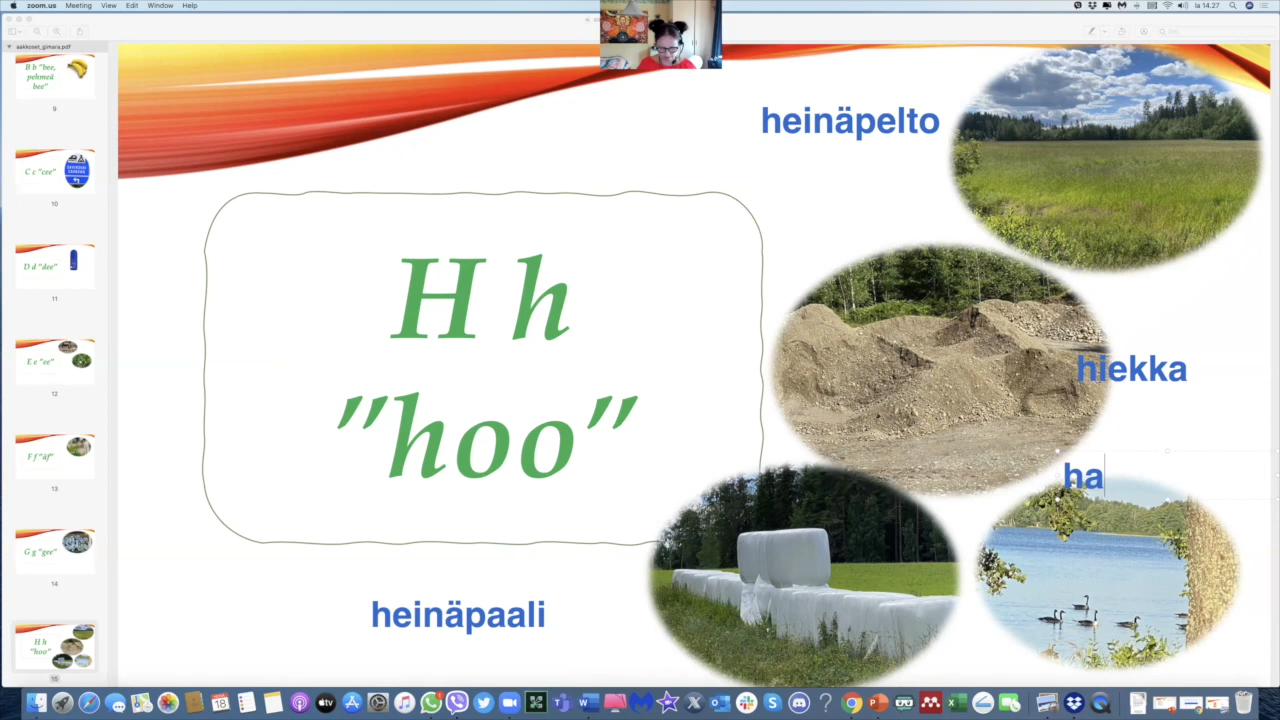 zoom.us Meeting View Edit Window Help
la 14.27
aakkoset_gimara.pdf
B b "bee,
pehmeä
bee"
9
C c "cee"
10
D d "dee"
11
E e "ee"
12
F f "äf"
13
G g "gee"
14
H h
"hoo"
15
heinäpelto
H h
"hoo"
hiekka
ha
heinäpaali